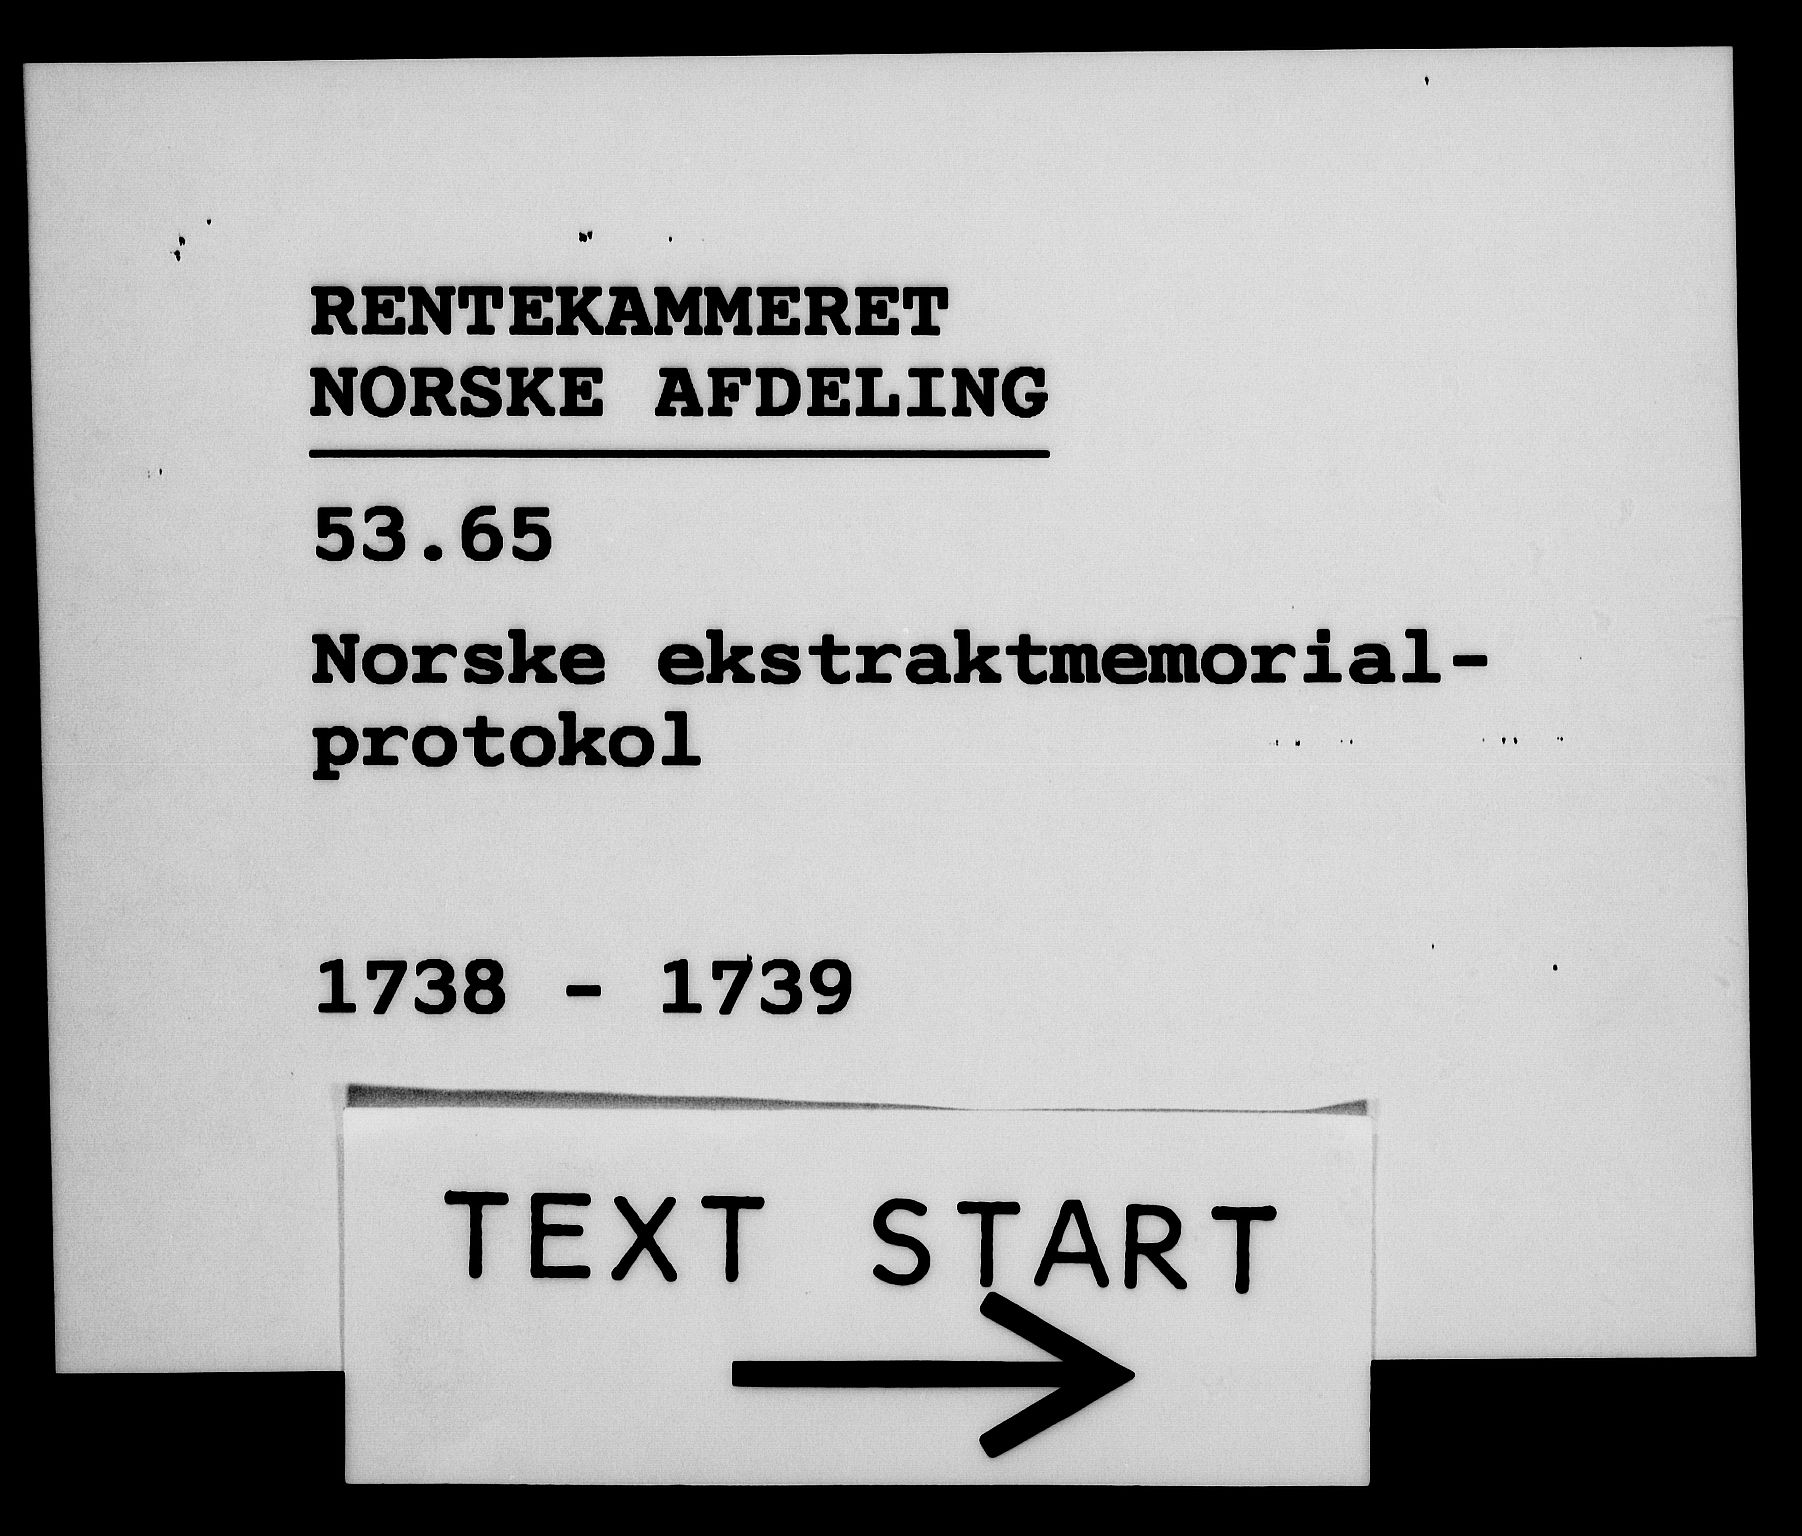 RENTEKAMMERET
NORSKE AFDELING
53.65
Norske ekstraktmemorial-
protokol
1738 - 1739
TEXT START